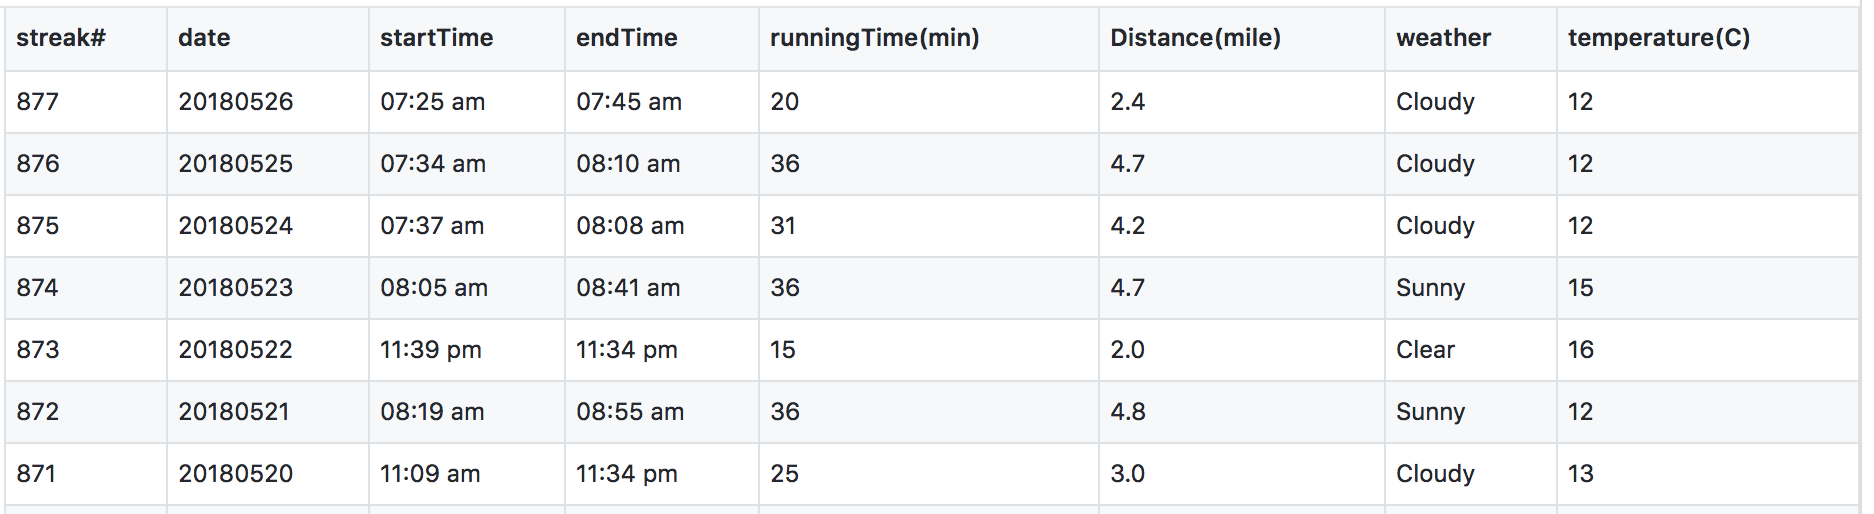 streak# date startTime endTime runningTime(min) Distance(mile) weather temperature(C)
877 20180526 07:25 am 07:45 am 20 2.4 Cloudy 12
876 20180525 07:34 am 08:10 am 36 4.7 Cloudy 12
875 20180524 07:37 am 08:08 am 31 4.2 Cloudy 12
874 20180523 08:05 am 08:41 am 36 4.7 Sunny 15
873 20180522 11:39 pm 11:34 pm 15 2.0 Clear 16
872 20180521 08:19 am 08:55 am 36 4.8 Sunny 12
871 20180520 11:09 am 11:34 pm 25 3.0 Cloudy 13